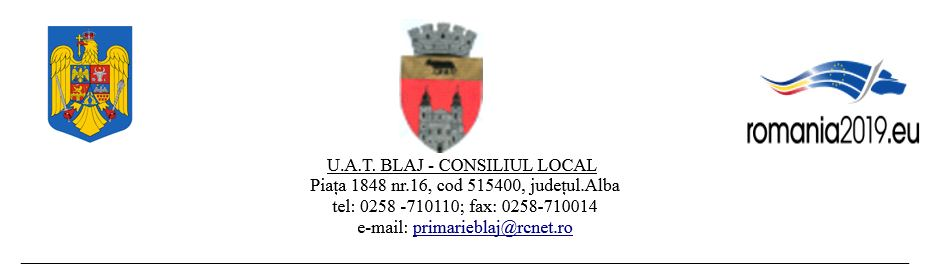 romania2019.eu
U.A.T. BLAJ - CONSILIUL LOCAL
Piața 1848 nr.16, cod 515400, județul.Alba
tel: 0258 -710110; fax: 0258-710014
e-mail: primarieblaj@rcnet.ro